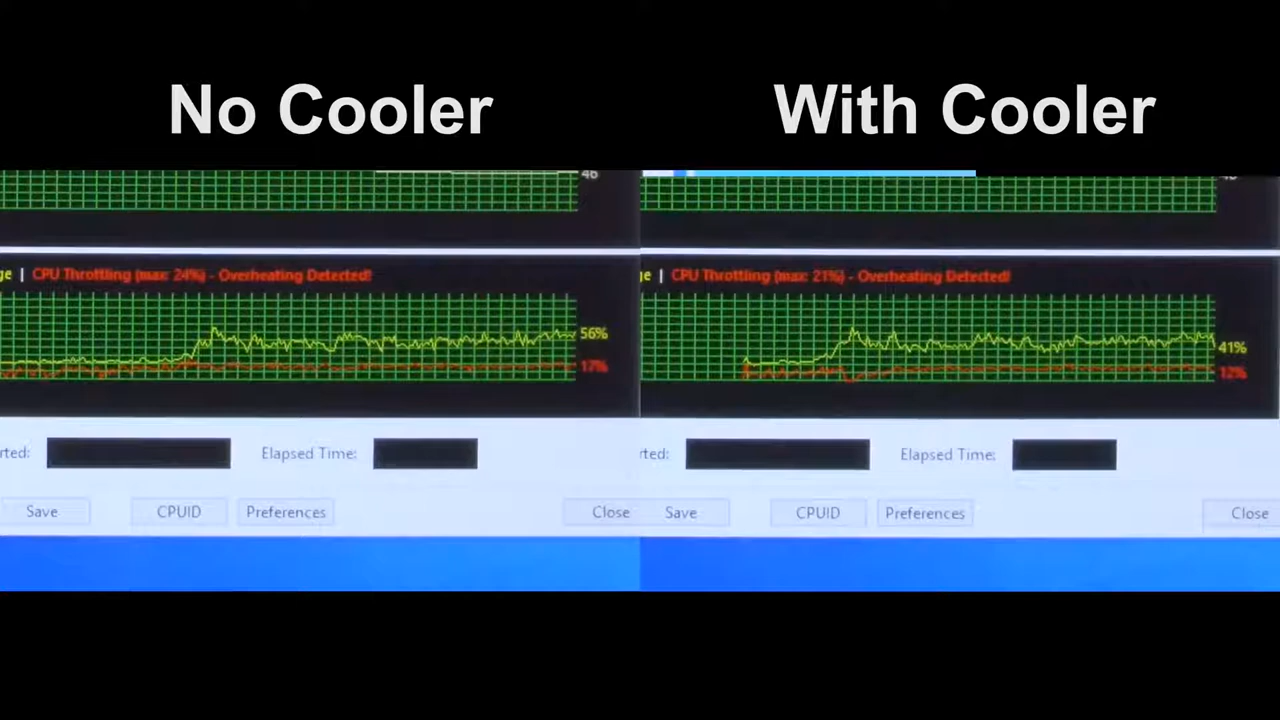 No Cooler
With Cooler
46
ge | CPU Throttling (max: 24%) - Overheating Detected!
ge | CPU Throttling (max: 21%) - Overheating Detected!
56%
17%
41%
12%
rted:
Elapsed Time:
rted:
Elapsed Time:
Save
CPUID
Preferences
Close
Save
CPUID
Preferences
Close